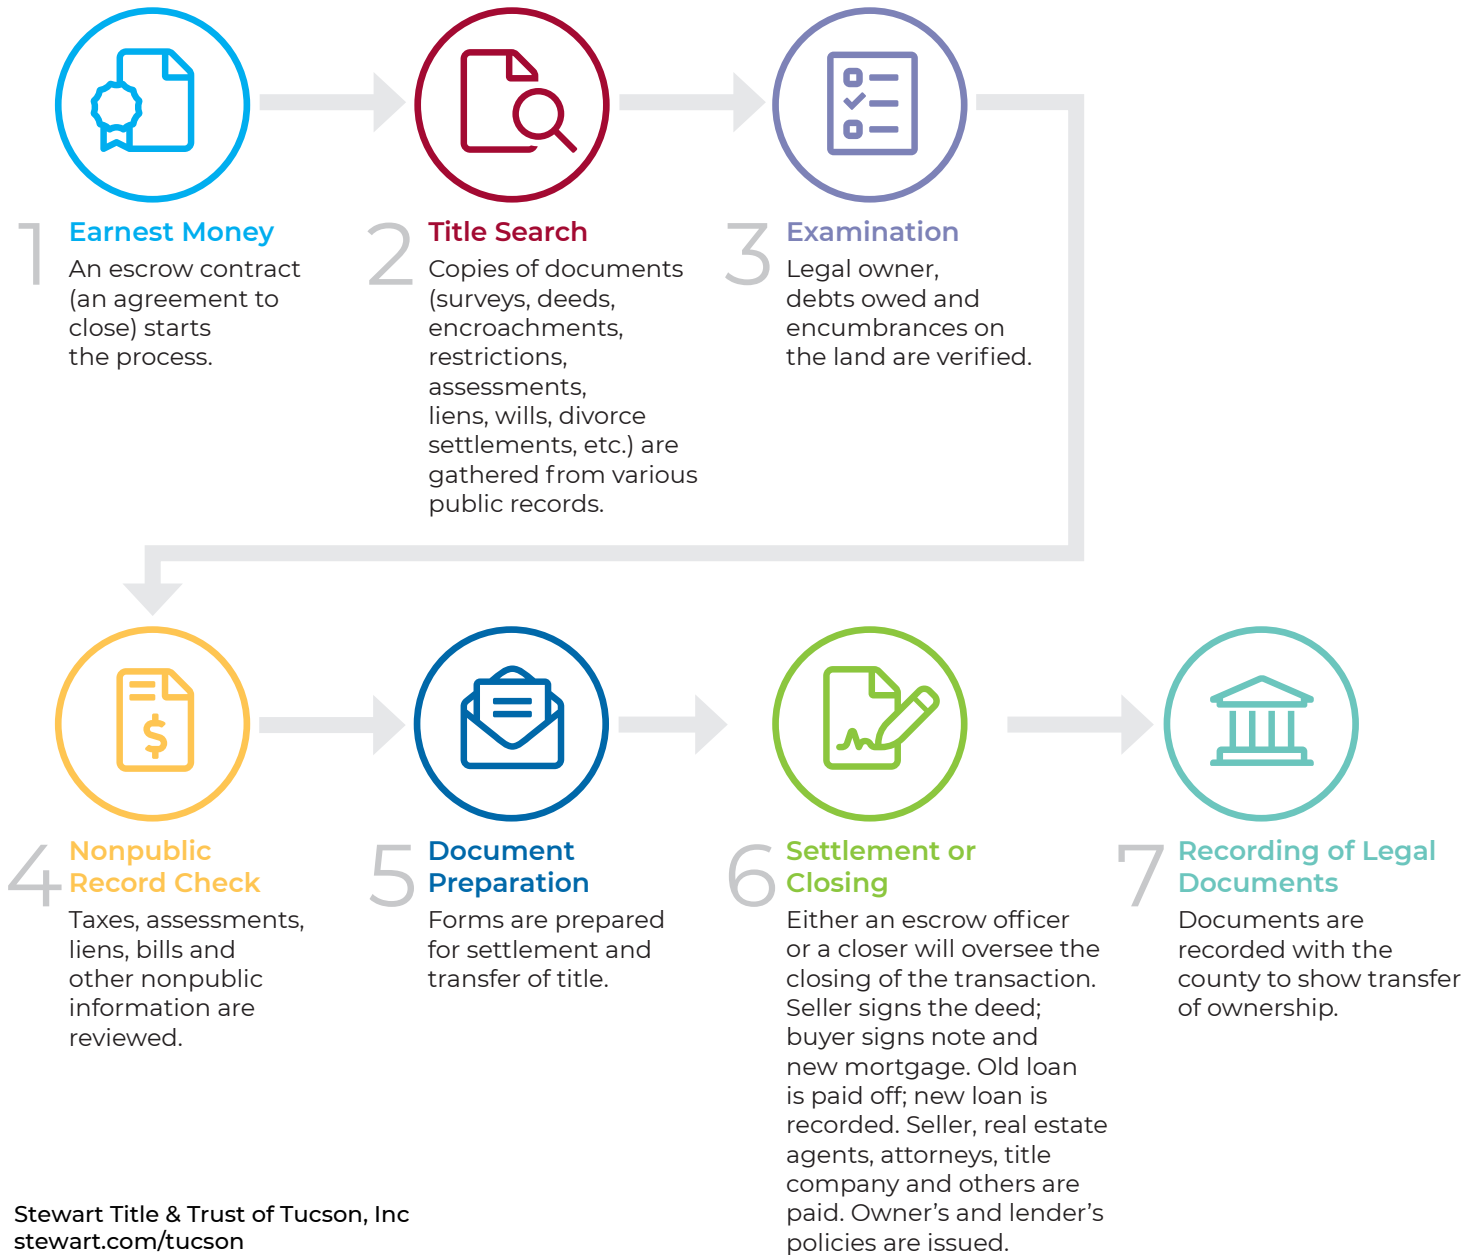 1
Earnest Money
An escrow contract
(an agreement to
close) starts
the process.
2
Title Search
Copies of documents
(surveys, deeds,
encroachments,
restrictions,
assessments,
liens, wills, divorce
settlements, etc.) are
gathered from various
public records.
3
Examination
Legal owner,
debts owed and
encumbrances on
the land are verified.
$
4
Nonpublic
Record Check
Taxes, assessments,
liens, bills and
other nonpublic
information are
reviewed.
5
Document
Preparation
Forms are prepared
for settlement and
transfer of title.
6
Settlement or
Closing
Either an escrow officer
or a closer will oversee the
closing of the transaction.
Seller signs the deed;
buyer signs note and
new mortgage. Old loan
is paid off; new loan is
recorded. Seller, real estate
agents, attorneys, title
company and others are
paid. Owner’s and lender’s
policies are issued.
7
Recording of Legal
Documents
Documents are
recorded with the
county to show transfer
of ownership.
Stewart Title & Trust of Tucson, Inc
stewart.com/tucson